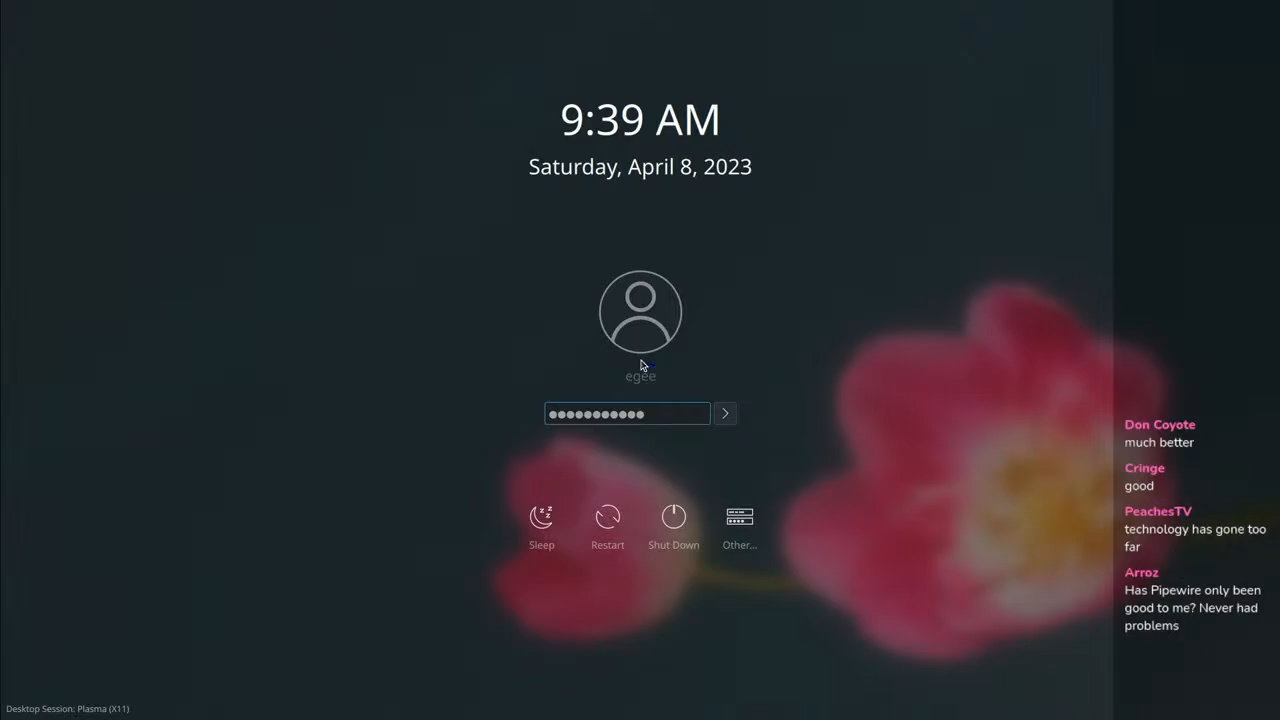 9:39 AM
Saturday, April 8, 2023
egee
Sleep
Restart
Shut Down
Other...
Don Coyote
much better
Cringe
good
PeachesTV
technology has gone too
far
Arroz
Has Pipewire only been
good to me? Never had
problems
Desktop Session: Plasma (X11)